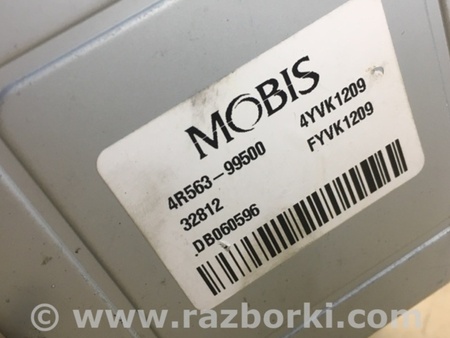 MOBIS
4R563-99500 4YVK1209
32812 FYVK1209
DB060596
© www.razborki.com